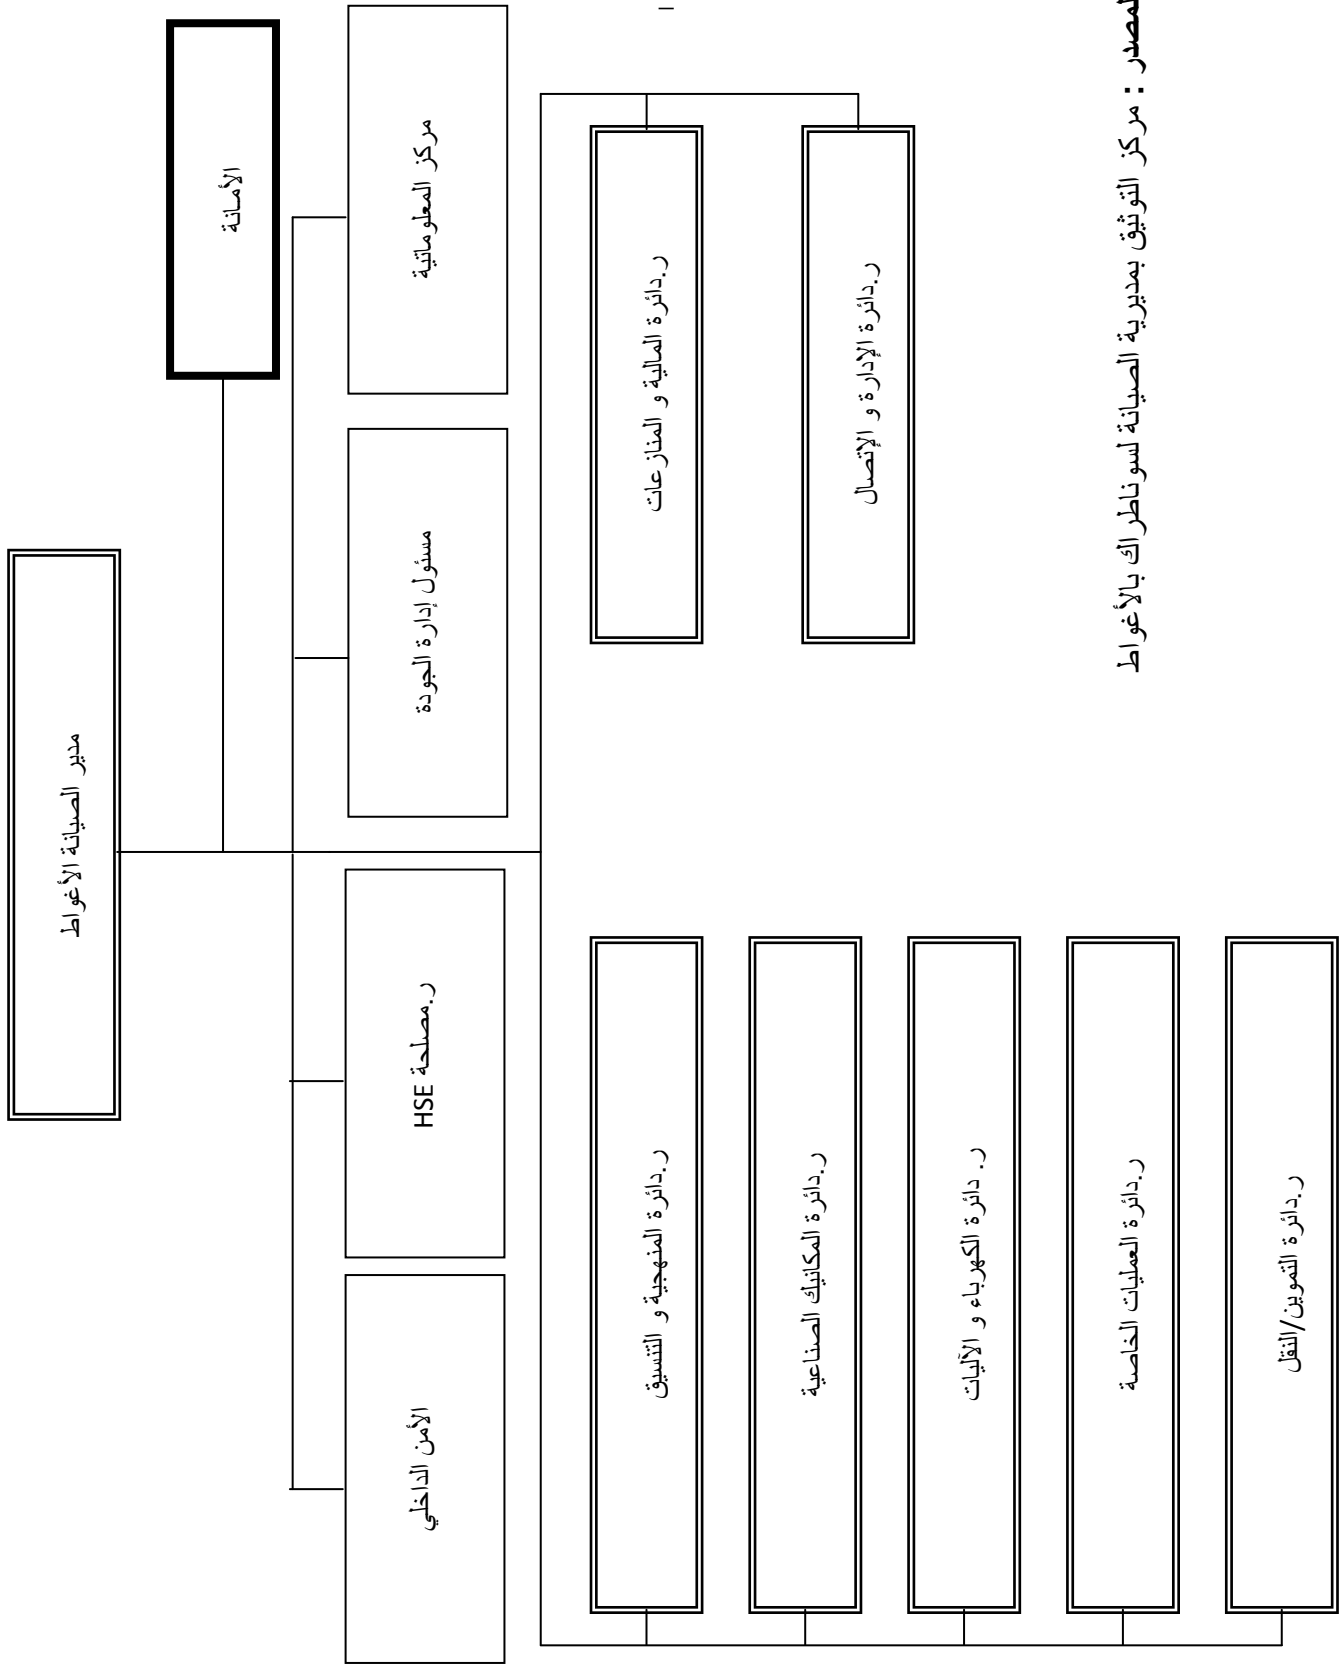 مدير الصيانة الأغواط
الأمانة
مركز المعلوماتية
مسئول إدارة الجودة
ر.مصلحة HSE
الأمن الداخلي
ر.دائرة المالية و المنازعات
ر.دائرة الإدارة و الإتصال
ر.دائرة المنهجية و التنسيق
ر.دائرة المكانيك الصناعية
ر. دائرة الكهرباء و الآليات
ر.دائرة العمليات الخاصة
ر.دائرة التموين/النقل
المصدر : مركز التوثيق بمديرية الصيانة لسوناطراك بالأغواط